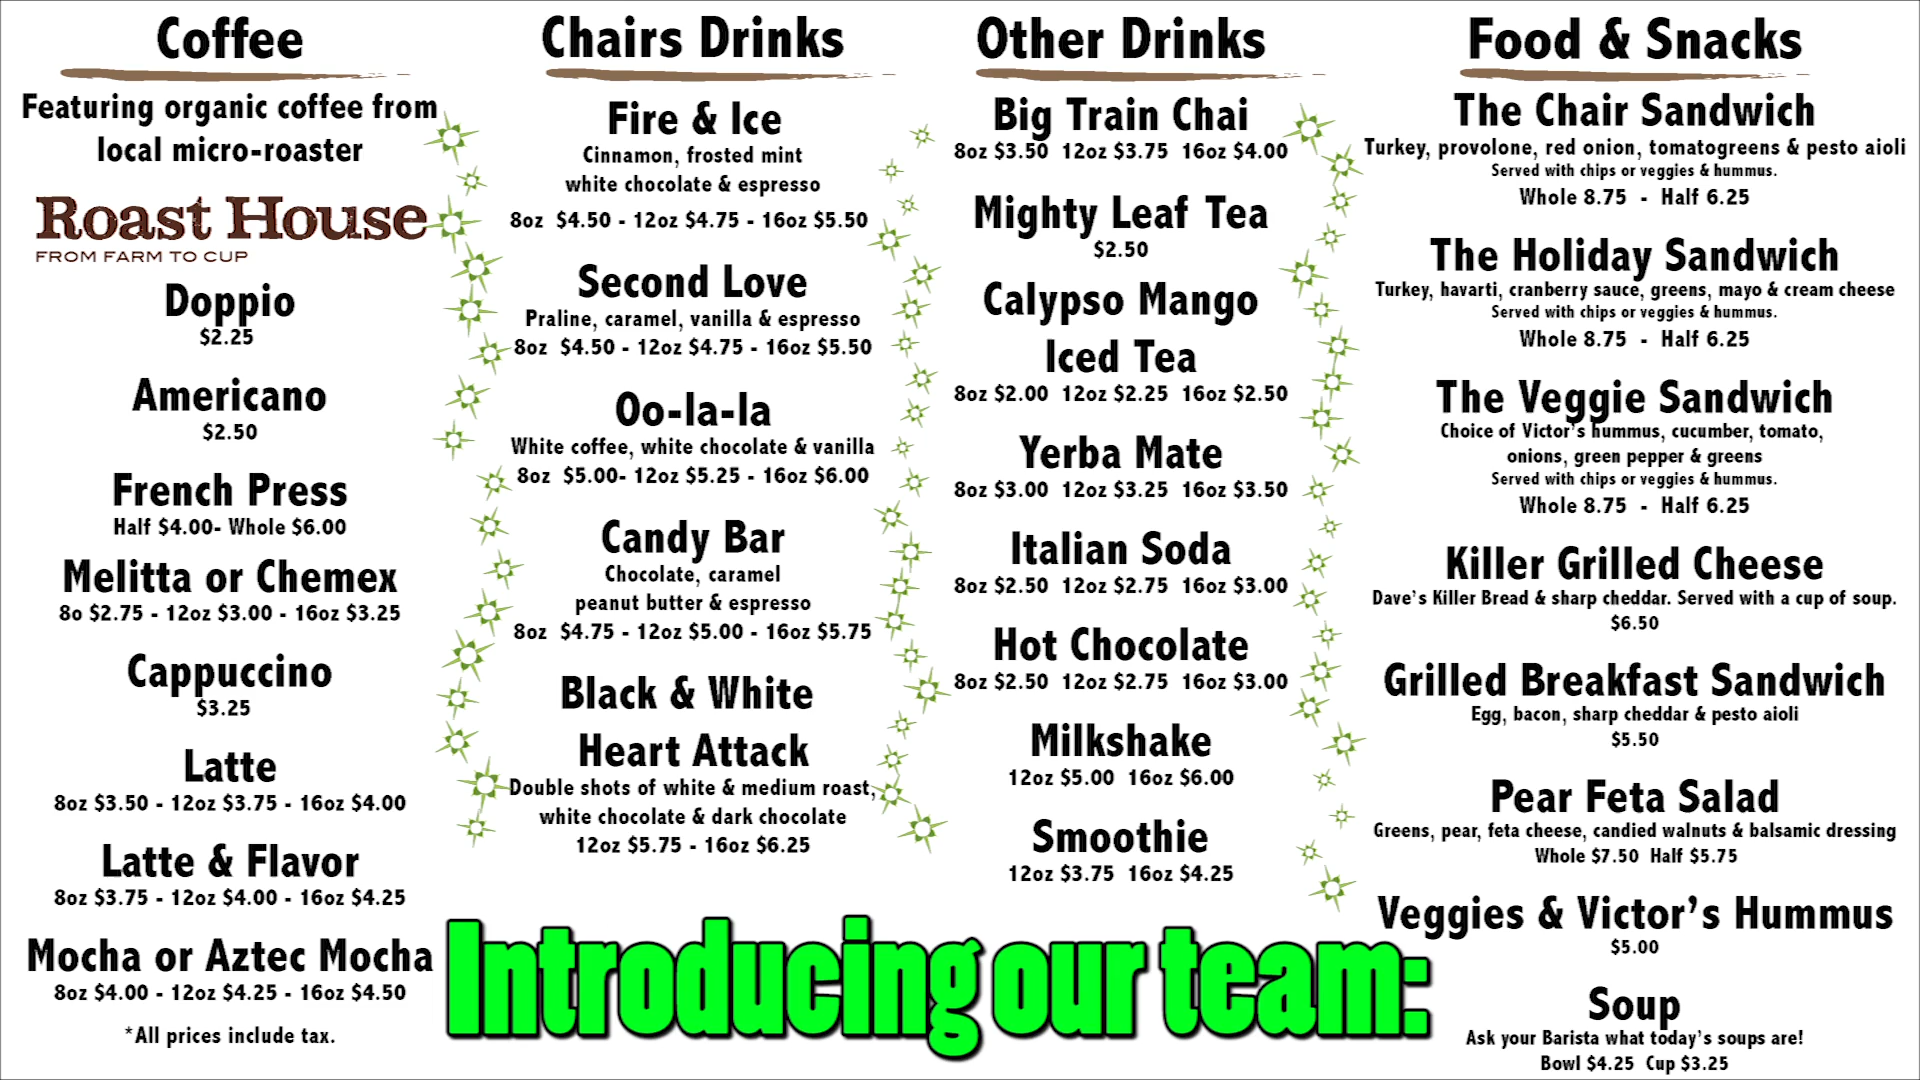 Coffee
Featuring organic coffee from
local micro-roaster
Roast House
FROM FARM TO CUP
Doppio
$2.25
Americano
$2.50
French Press
Half $4.00- Whole $6.00
Melitta or Chemex
8o $2.75 - 12oz $3.00 - 16oz $3.25
Cappuccino
$3.25
Latte
8oz $3.50 - 12oz $3.75 - 16oz $4.00
Latte & Flavor
8oz $3.75 - 12oz $4.00 - 16oz $4.25
Mocha or Aztec Mocha
8oz $4.00 - 12oz $4.25 - 16oz $4.50
*All prices include tax.
Chairs Drinks
Fire & Ice
Cinnamon, frosted mint
white chocolate & espresso
8oz $4.50 - 12oz $4.75 - 16oz $5.50
Second Love
Praline, caramel, vanilla & espresso
8oz $4.50 - 12oz $4.75 - 16oz $5.50
Oo-la-la
White coffee, white chocolate & vanilla
8oz $5.00- 12oz $5.25 - 16oz $6.00
Candy Bar
Chocolate, caramel
peanut butter & espresso
8oz $4.75 - 12oz $5.00 - 16oz $5.75
Black & White
Heart Attack
Double shots of white & medium roast,
white chocolate & dark chocolate
12oz $5.75 - 16oz $6.25
Other Drinks
Big Train Chai
8oz $3.50 12oz $3.75 16oz $4.00
Mighty Leaf Tea
$2.50
Calypso Mango
Iced Tea
8oz $2.00 12oz $2.25 16oz $2.50
Yerba Mate
8oz $3.00 12oz $3.25 16oz $3.50
Italian Soda
8oz $2.50 12oz $2.75 16oz $3.00
Hot Chocolate
8oz $2.50 12oz $2.75 16oz $3.00
Milkshake
12oz $5.00 16oz $6.00
Smoothie
12oz $3.75 16oz $4.25
Food & Snacks
The Chair Sandwich
Turkey, provolone, red onion, tomatogreens & pesto aioli
Served with chips or veggies & hummus.
Whole 8.75 - Half 6.25
The Holiday Sandwich
Turkey, havarti, cranberry sauce, greens, mayo & cream cheese
Served with chips or veggies & hummus.
Whole 8.75 - Half 6.25
The Veggie Sandwich
Choice of Victor's hummus, cucumber, tomato,
onions, green pepper & greens
Served with chips or veggies & hummus.
Whole 8.75 - Half 6.25
Killer Grilled Cheese
Dave's Killer Bread & sharp cheddar. Served with a cup of soup.
$6.50
Grilled Breakfast Sandwich
Egg, bacon, sharp cheddar & pesto aioli
$5.50
Pear Feta Salad
Greens, pear, feta cheese, candied walnuts & balsamic dressing
Whole $7.50 Half $5.75
Veggies & Victor's Hummus
$5.00
Soup
Ask your Barista what today's soups are!
Bowl $4.25 Cup $3.25
Introducing our team: